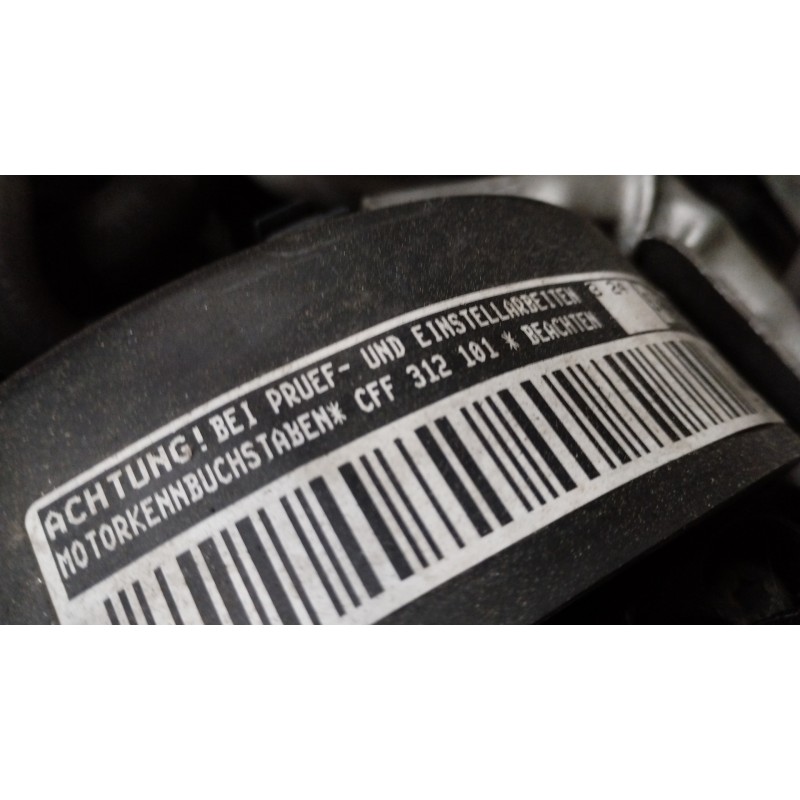 ACHTUNG! BEI PRUEF- UND EINSTELLARBEITEN
MOTORKENNBUCHSTABEN* CFF 312 101 * BEACHTEN